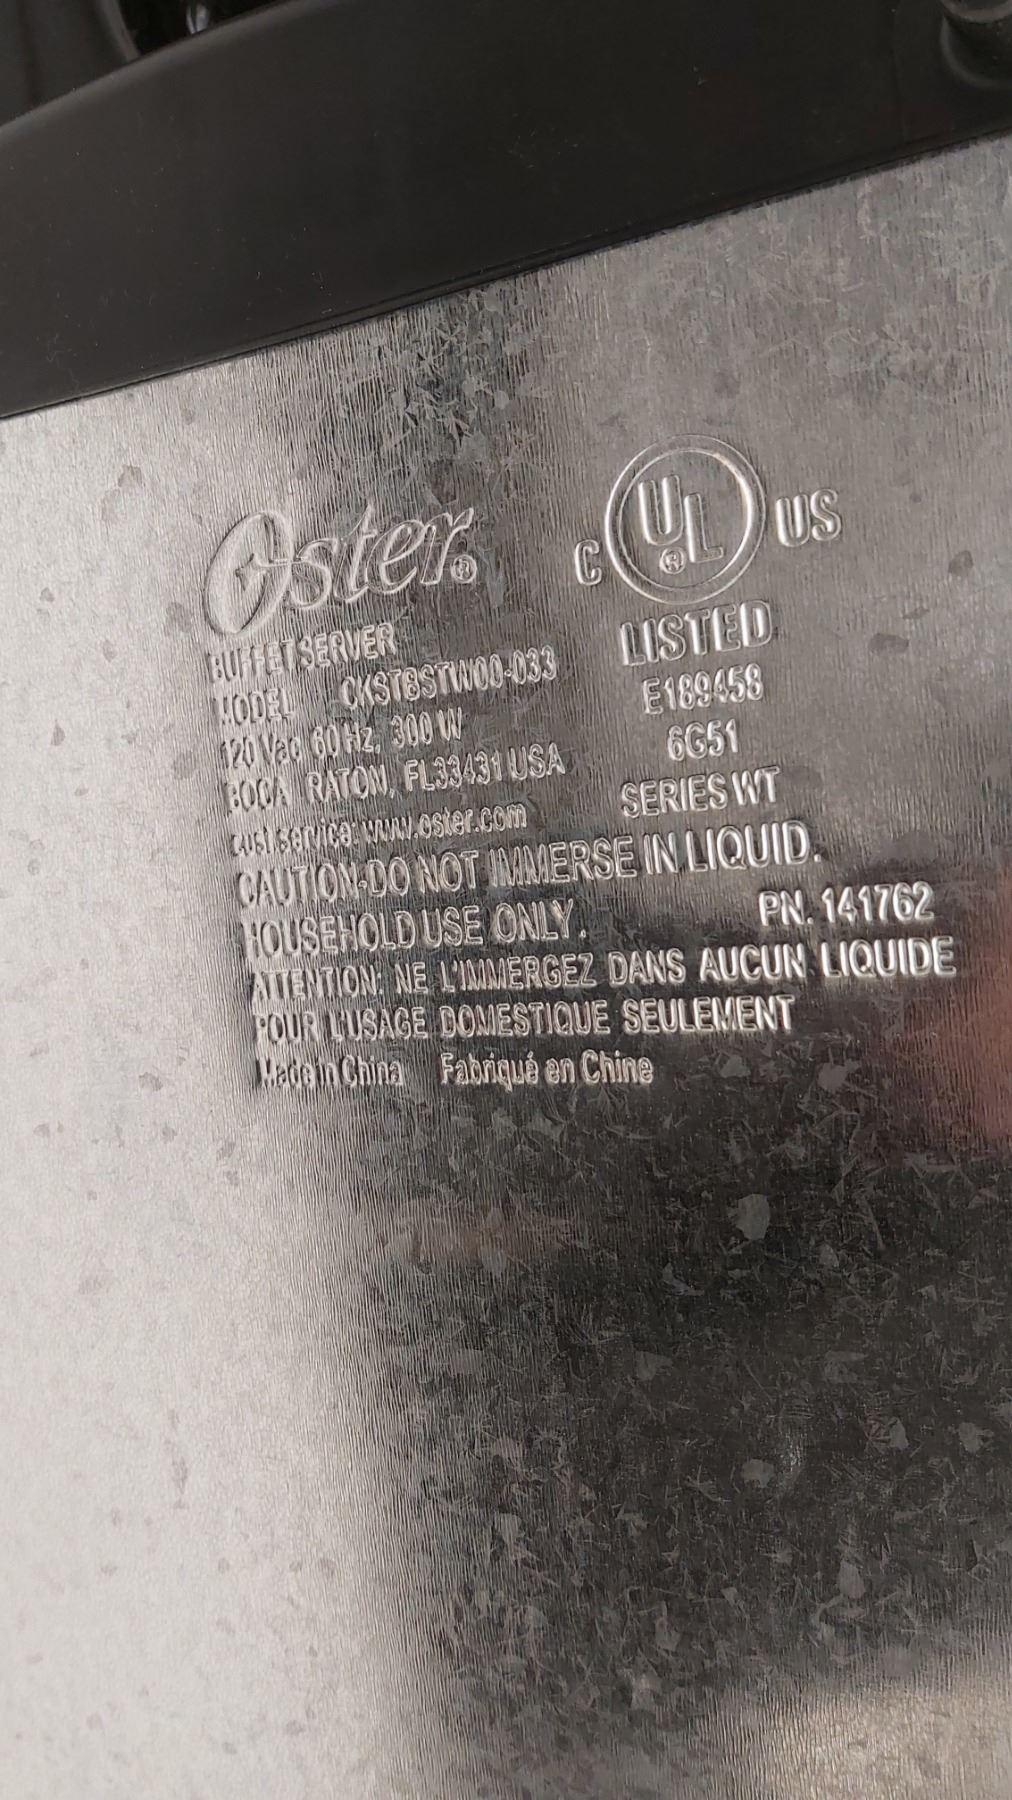 Oster®
BUFFET SERVER
MODEL CKSTBSTW00-033
120 Vac 60 Hz, 300 W
BOCA RATON, FL33431 USA
cust.service: www.oster.com
C UL® US
LISTED
E189458
6G51
SERIES WT
CAUTION-DO NOT IMMERSE IN LIQUID.
HOUSEHOLD USE ONLY. PN. 141762
ATTENTION: NE L'IMMERGEZ DANS AUCUN LIQUIDE
POUR L'USAGE DOMESTIQUE SEULEMENT
Made in China Fabriqué en Chine